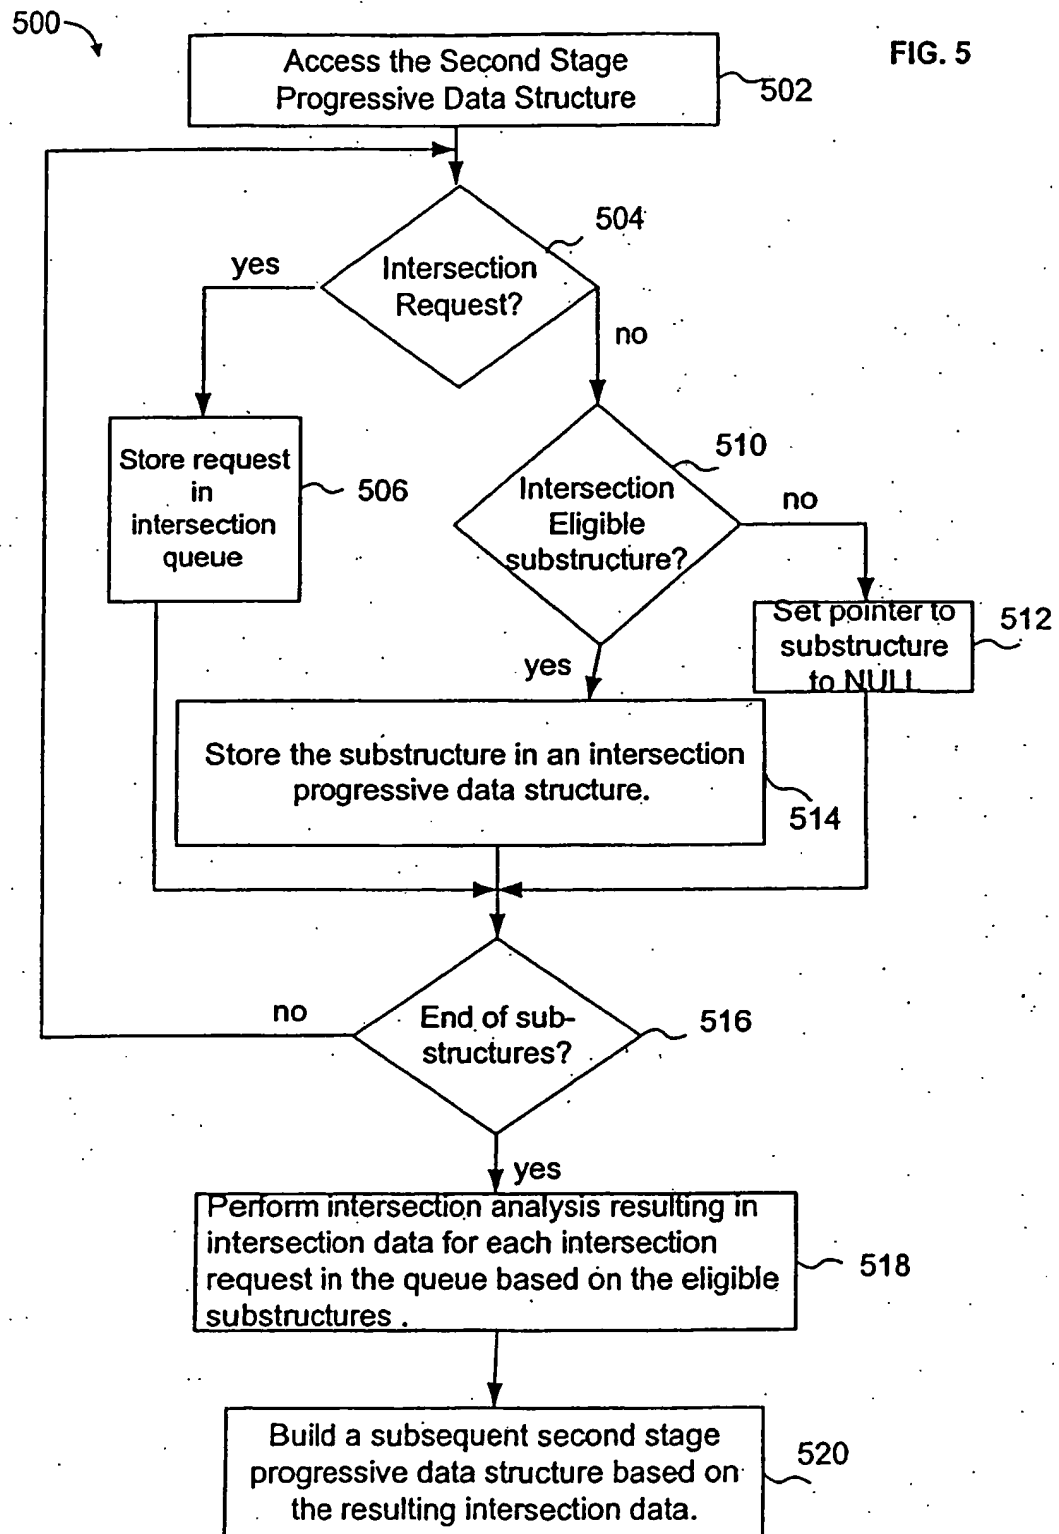 500
FIG. 5
Access the Second Stage
Progressive Data Structure
502
504
Intersection
Request?
yes
no
Store request
in
intersection
queue
506
510
Intersection
Eligible
substructure?
no
yes
Set pointer to
substructure
to NULL
512
Store the substructure in an intersection
progressive data structure.
514
End of sub-
structures?
516
no
yes
Perform intersection analysis resulting in
intersection data for each intersection
request in the queue based on the eligible
substructures .
518
Build a subsequent second stage
progressive data structure based on
the resulting intersection data.
520